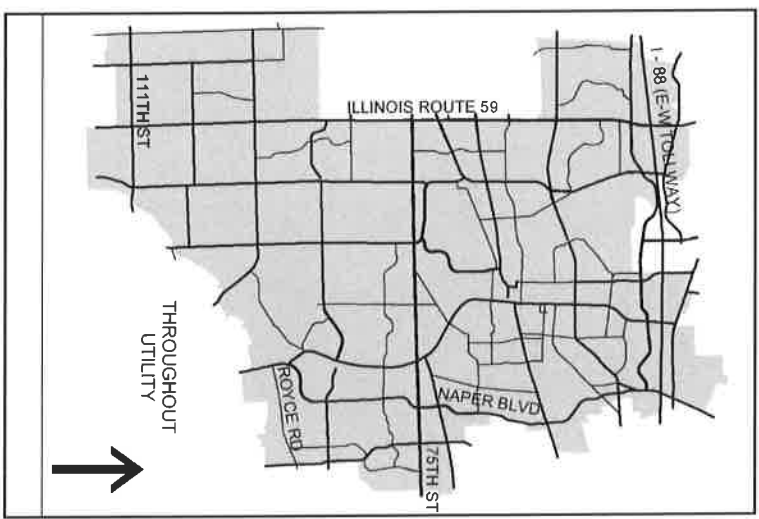 I - 88 (E-W TOLLWAY)
ILLINOIS ROUTE 59
111TH ST
NAPER BLVD
75TH ST
ROYCE RD
THROUGHOUT
UTILITY